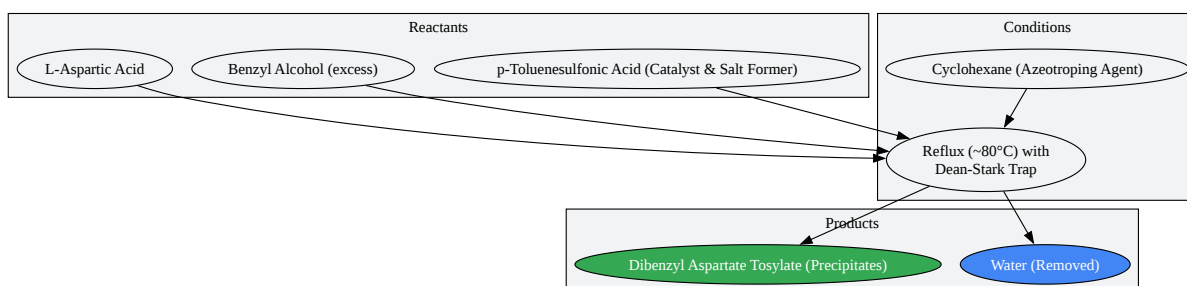 Reactants
Conditions
L-Aspartic Acid
Benzyl Alcohol (excess)
p-Toluenesulfonic Acid (Catalyst & Salt Former)
Cyclohexane (Azeotroping Agent)
Reflux (~80°C) with
Dean-Stark Trap
Products
Dibenzyl Aspartate Tosylate (Precipitates)
Water (Removed)